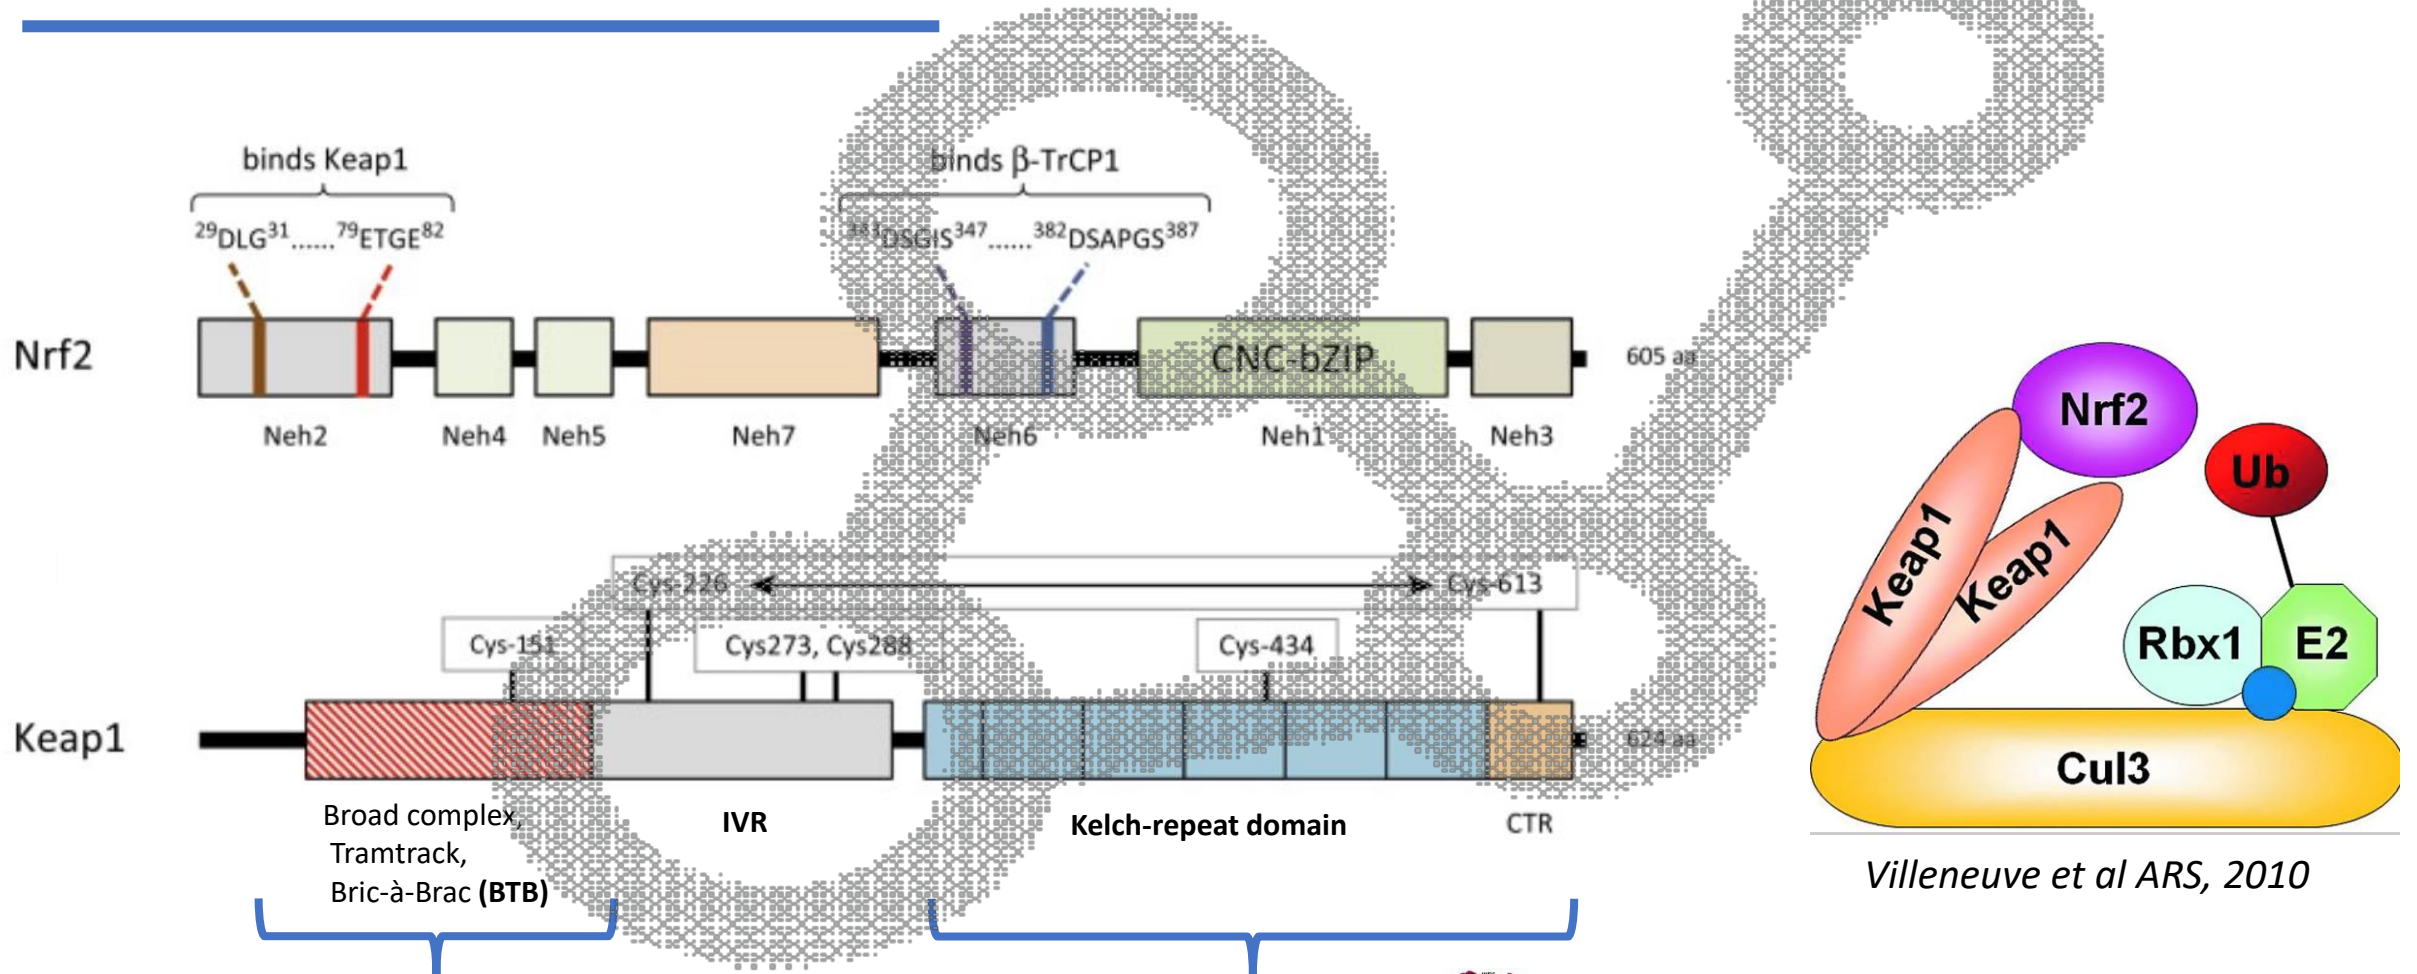 binds Keap1
binds β-TrCP1
²⁹DLG³¹......⁷⁹ETGE⁸²
DSGIS³⁴⁷......³⁸²DSAPGS³⁸⁷
Nrf2
CNC-bZIP
605 aa
Neh2
Neh4
Neh5
Neh7
Neh6
Neh1
Neh3
Cys-226
Cys-613
Cys-151
Cys273, Cys288
Cys-434
Keap1
624 aa
Broad complex,
Tramtrack,
Bric-à-Brac (BTB)
IVR
Kelch-repeat domain
CTR
Nrf2
Ub
Keap1
Keap1
Rbx1
E2
Cul3
Villeneuve et al ARS, 2010